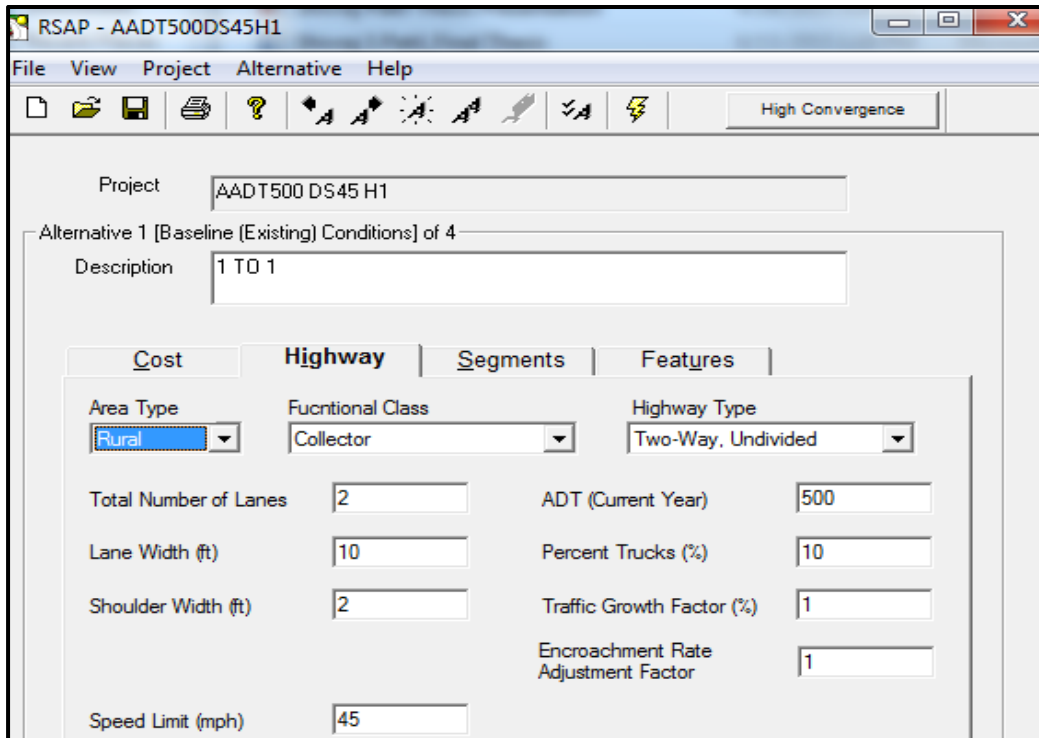 RSAP - AADT500DS45H1
File View Project Alternative Help
High Convergence
Project AADT500 DS45 H1
Alternative 1 [Baseline (Existing) Conditions] of 4
Description 1 TO 1
Cost Highway Segments Features
Area Type Fucntional Class Highway Type
Rural Collector Two-Way, Undivided
Total Number of Lanes 2 ADT (Current Year) 500
Lane Width (ft) 10 Percent Trucks (%) 10
Shoulder Width (ft) 2 Traffic Growth Factor (%) 1
Encroachment Rate
Adjustment Factor 1
Speed Limit (mph) 45